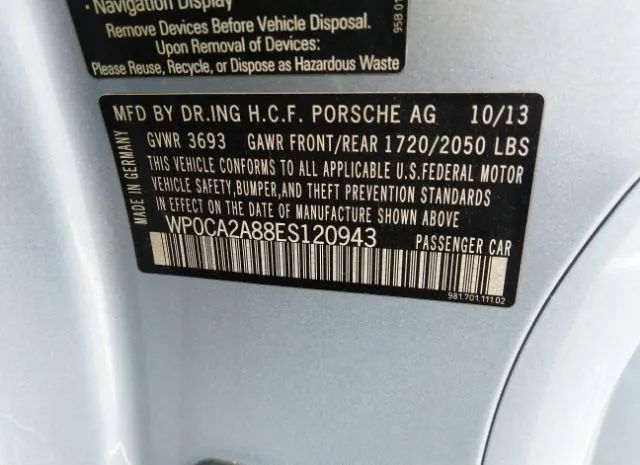 • Navigation Display
Remove Devices Before Vehicle Disposal.
Upon Removal of Devices:
Please Reuse, Recycle, or Dispose as Hazardous Waste
95B.01
MFD BY DR.ING H.C.F. PORSCHE AG 10/13
GVWR 3693 GAWR FRONT/REAR 1720/2050 LBS
THIS VEHICLE CONFORMS TO ALL APPLICABLE U.S.FEDERAL MOTOR
VEHICLE SAFETY,BUMPER,AND THEFT PREVENTION STANDARDS
IN EFFECT ON THE DATE OF MANUFACTURE SHOWN ABOVE
WP0CA2A88ES120943 PASSENGER CAR
MADE IN GERMANY
981.701.111.02